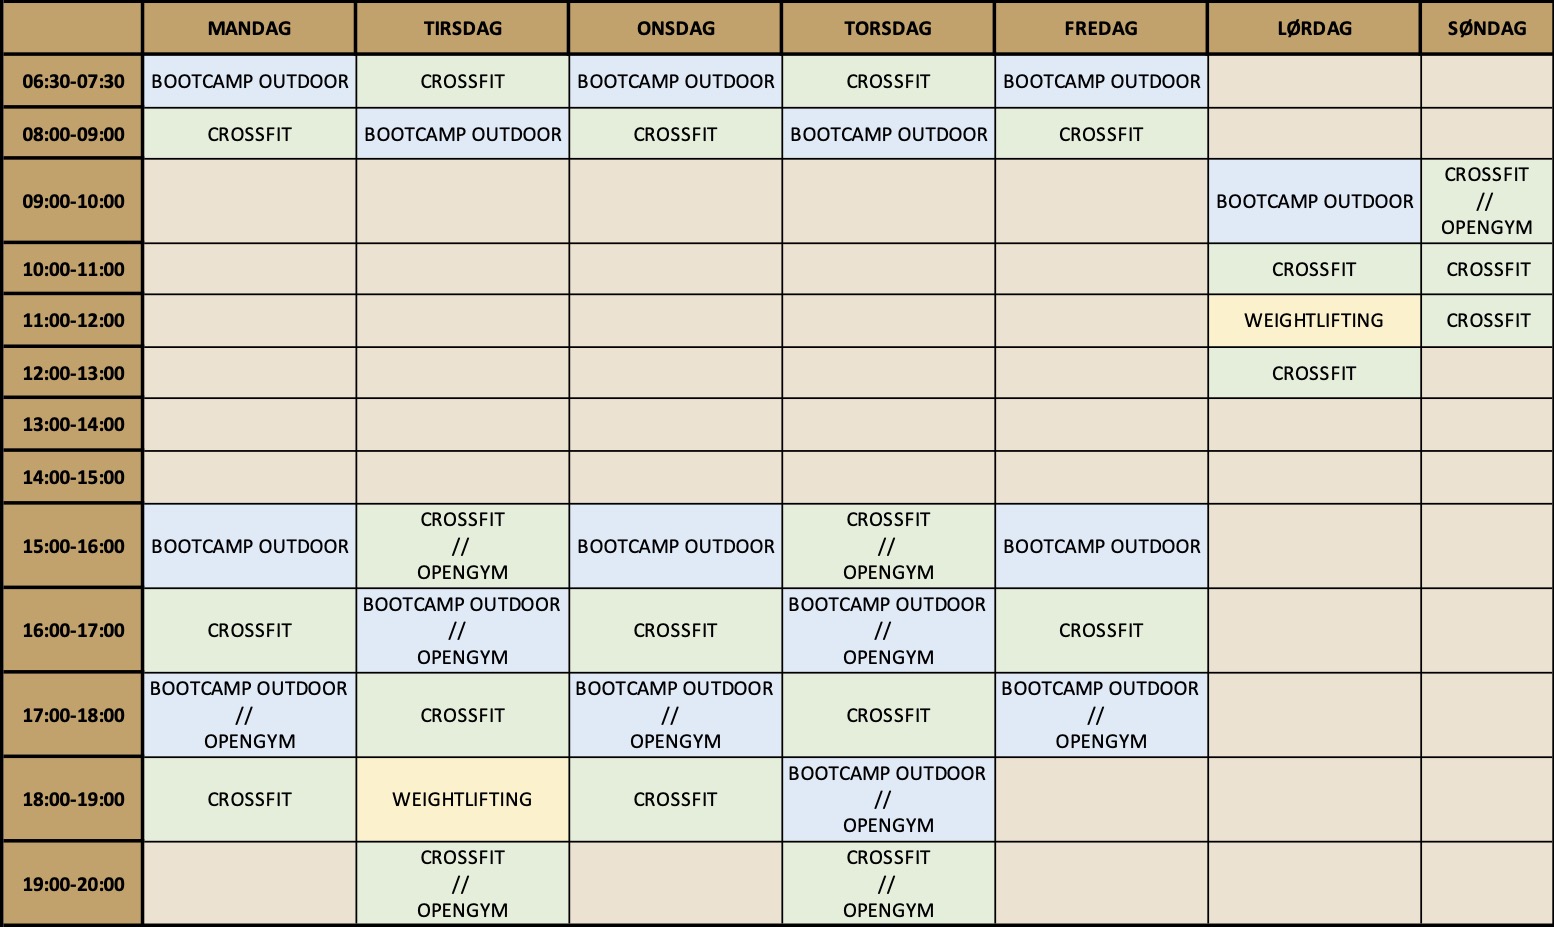 MANDAG TIRSDAG ONSDAG TORSDAG FREDAG LØRDAG SØNDAG
06:30-07:30 BOOTCAMP OUTDOOR CROSSFIT BOOTCAMP OUTDOOR CROSSFIT BOOTCAMP OUTDOOR
08:00-09:00 CROSSFIT BOOTCAMP OUTDOOR CROSSFIT BOOTCAMP OUTDOOR CROSSFIT
09:00-10:00 BOOTCAMP OUTDOOR CROSSFIT
//
OPENGYM
10:00-11:00 CROSSFIT CROSSFIT
11:00-12:00 WEIGHTLIFTING CROSSFIT
12:00-13:00 CROSSFIT
13:00-14:00
14:00-15:00
15:00-16:00 BOOTCAMP OUTDOOR CROSSFIT
//
OPENGYM
BOOTCAMP OUTDOOR CROSSFIT
//
OPENGYM
BOOTCAMP OUTDOOR
16:00-17:00 CROSSFIT BOOTCAMP OUTDOOR
//
OPENGYM
CROSSFIT BOOTCAMP OUTDOOR
//
OPENGYM
CROSSFIT
17:00-18:00 BOOTCAMP OUTDOOR
//
OPENGYM
CROSSFIT BOOTCAMP OUTDOOR
//
OPENGYM
CROSSFIT BOOTCAMP OUTDOOR
//
OPENGYM
18:00-19:00 CROSSFIT WEIGHTLIFTING CROSSFIT BOOTCAMP OUTDOOR
//
OPENGYM
19:00-20:00 CROSSFIT
//
OPENGYM
CROSSFIT
//
OPENGYM